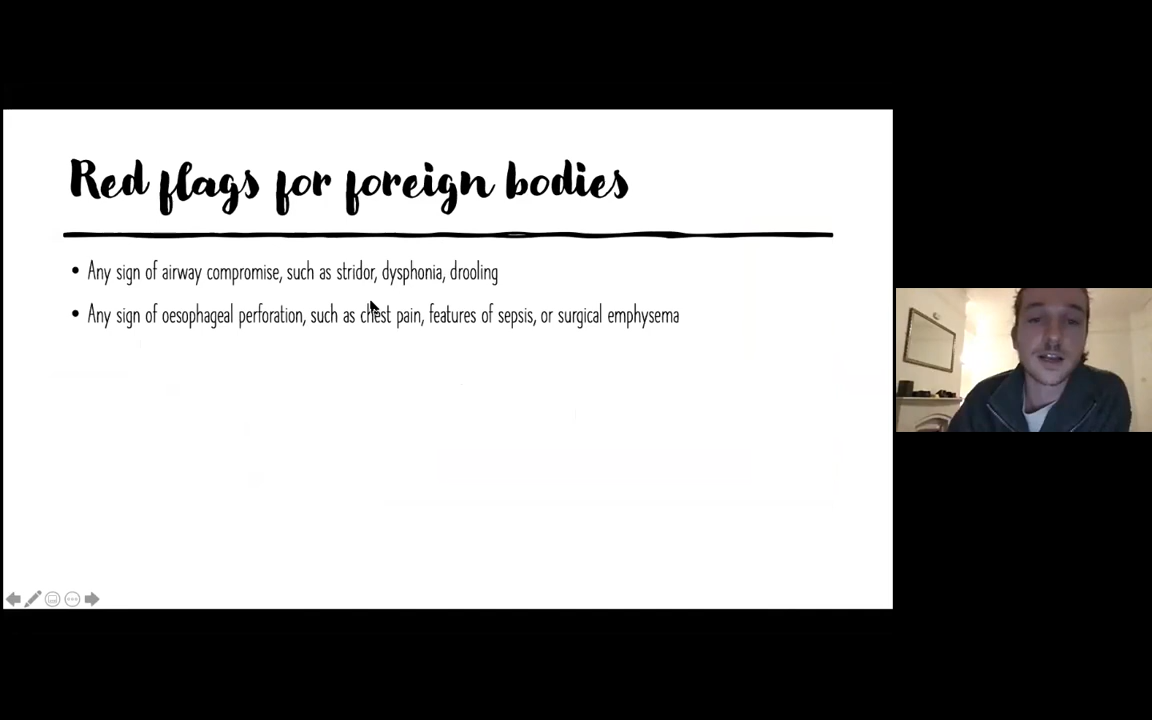 Red flags for foreign bodies
• Any sign of airway compromise, such as stridor, dysphonia, drooling
• Any sign of oesophageal perforation, such as chest pain, features of sepsis, or surgical emphysema